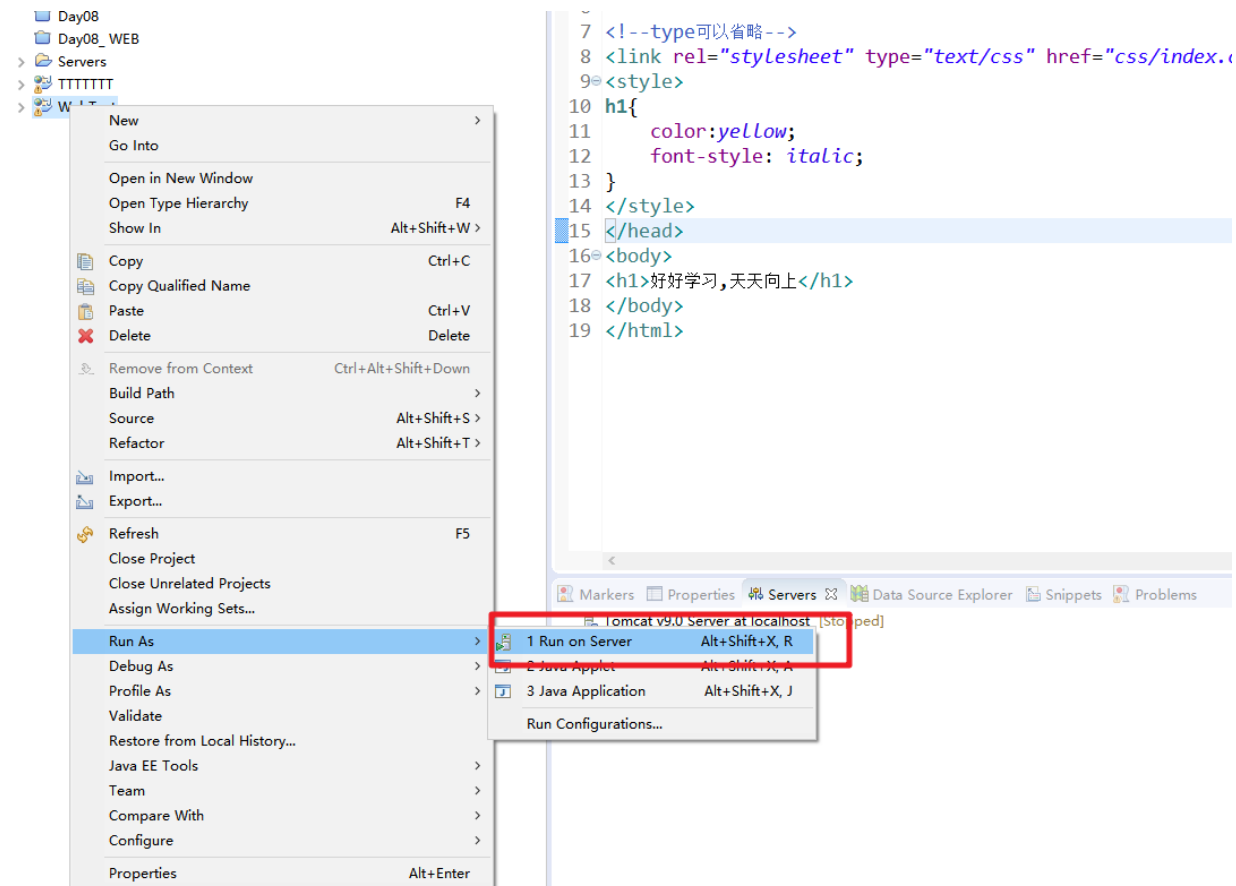 Day08
Day08_WEB
Servers
TTTTTTT
New
Go Into
Open in New Window
Open Type Hierarchy F4
Show In Alt+Shift+W
Copy Ctrl+C
Copy Qualified Name
Paste Ctrl+V
Delete Delete
Remove from Context Ctrl+Alt+Shift+Down
Build Path
Source Alt+Shift+S
Refactor Alt+Shift+T
Import...
Export...
Refresh F5
Close Project
Close Unrelated Projects
Assign Working Sets...
Run As
Debug As
Profile As
Validate
Restore from Local History...
Java EE Tools
Team
Compare With
Configure
Properties Alt+Enter
1 Run on Server Alt+Shift+X, R
2 Java Applet Alt+Shift+X, A
3 Java Application Alt+Shift+X, J
Run Configurations...
7 <!--type可以省略-->
8 <link rel="stylesheet" type="text/css" href="css/index.
9 <style>
10 h1{
11 color:yellow;
12 font-style: italic;
13 }
14 </style>
15 </head>
16 <body>
17 <h1>好好学习,天天向上</h1>
18 </body>
19 </html>
Markers Properties Servers Data Source Explorer Snippets Problems
Tomcat v9.0 Server at localhost [Stopped]